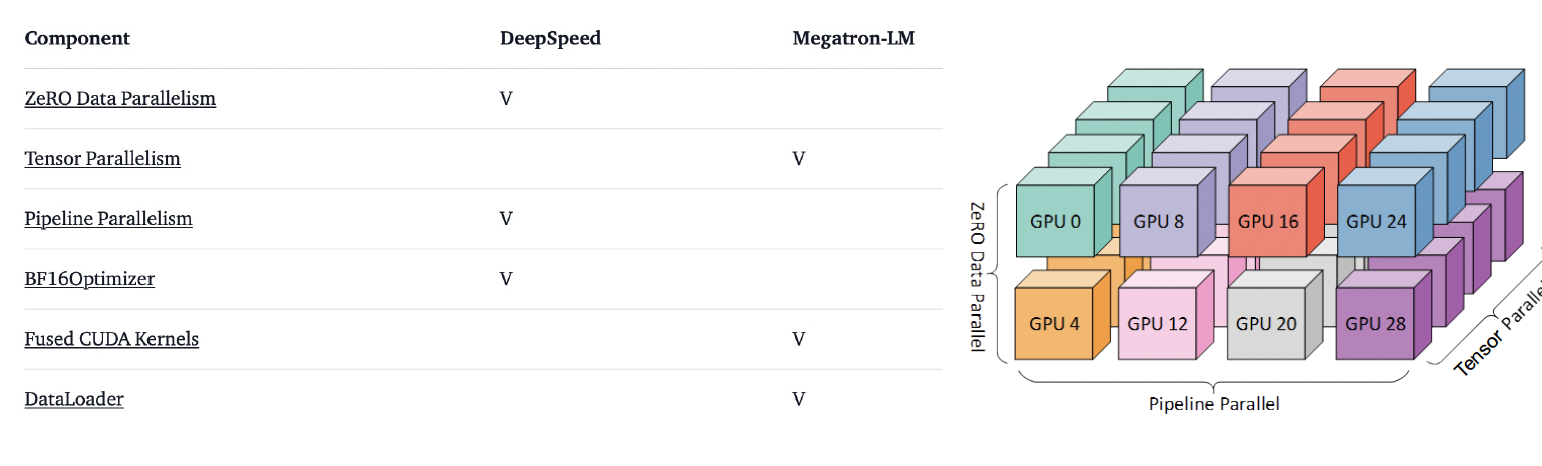 Component DeepSpeed Megatron-LM
ZeRO Data Parallelism V
Tensor Parallelism V
Pipeline Parallelism V
BF16Optimizer V
Fused CUDA Kernels V
DataLoader V
ZeRO Data Parallel
GPU 0 GPU 8 GPU 16 GPU 24
GPU 4 GPU 12 GPU 20 GPU 28
Pipeline Parallel
Tensor Paralle